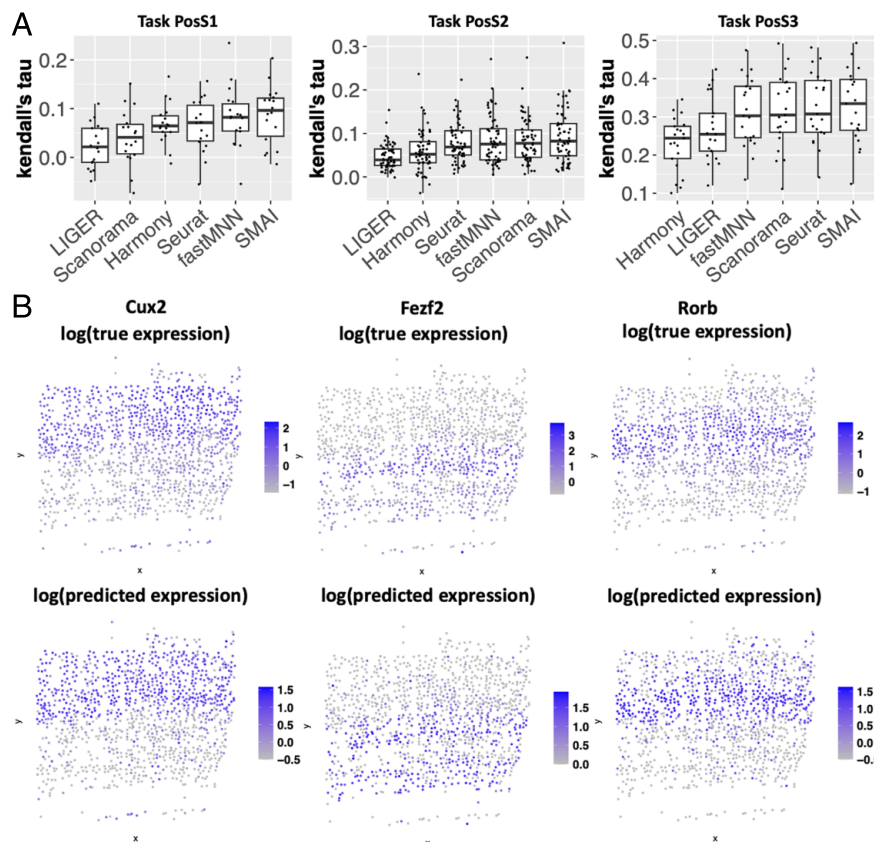 A
Task PosS1
Task PosS2
Task PosS3
kendall's tau
0.2
0.1
0.0
LIGER
Scanorama
Harmony
Seurat
fastMNN
SMAI
kendall's tau
0.3
0.2
0.1
0.0
LIGER
Harmony
Seurat
fastMNN
Scanorama
SMAI
kendall's tau
0.5
0.4
0.3
0.2
0.1
Harmony
LIGER
fastMNN
Scanorama
Seurat
SMAI
B
Cux2
log(true expression)
y
x
2
1
0
−1
Fezf2
log(true expression)
y
x
3
2
1
0
Rorb
log(true expression)
y
x
2
1
0
−1
log(predicted expression)
y
x
1.5
1.0
0.5
0.0
−0.5
log(predicted expression)
y
1.5
1.0
0.5
0.0
log(predicted expression)
y
x
1.5
1.0
0.5
0.0